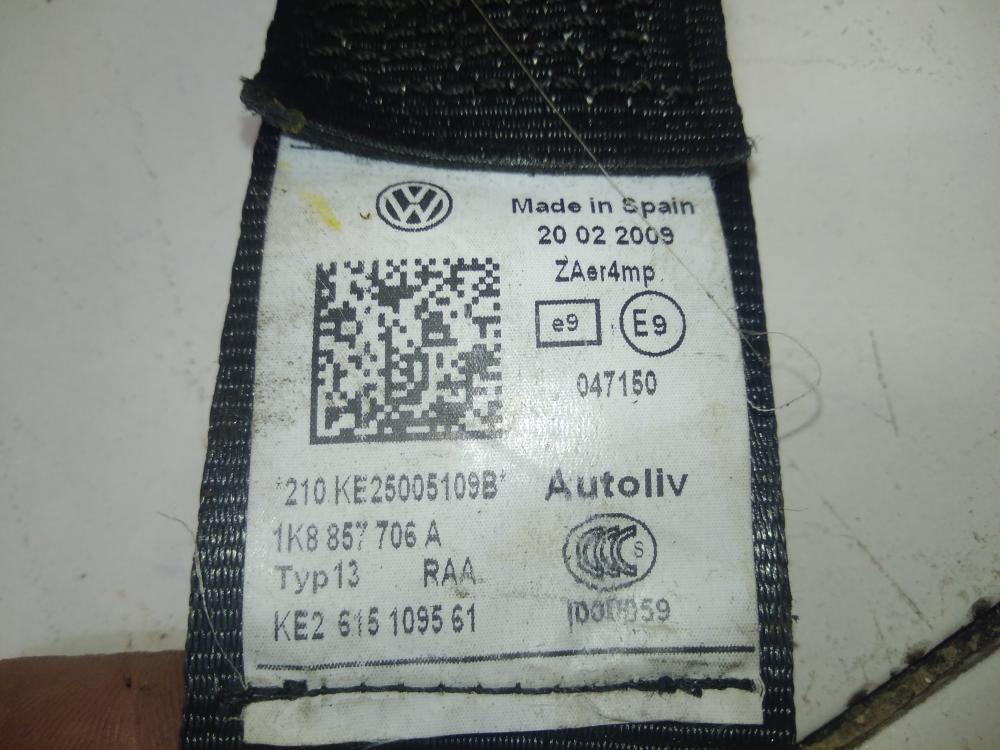 Made in Spain
20 02 2009
ZAer4mp
e9 E9
047150
*210 KE25005109B*
Autoliv
1K8 857 706 A
Typ13 RAA
S
KE2 615 1095 61